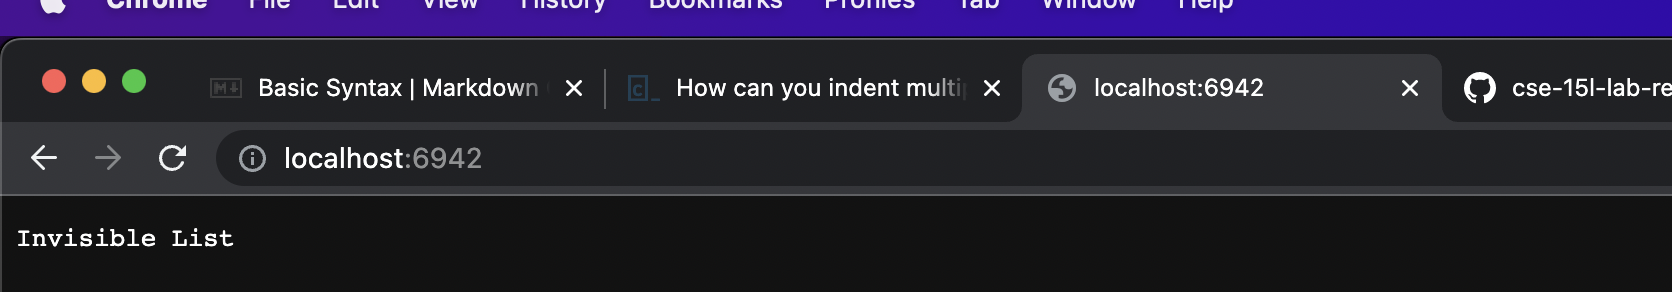 Chrome File Edit View History Bookmarks Profiles Tab Window Help
Basic Syntax | Markdown
How can you indent multip
localhost:6942
cse-15l-lab-re
localhost:6942
Invisible List